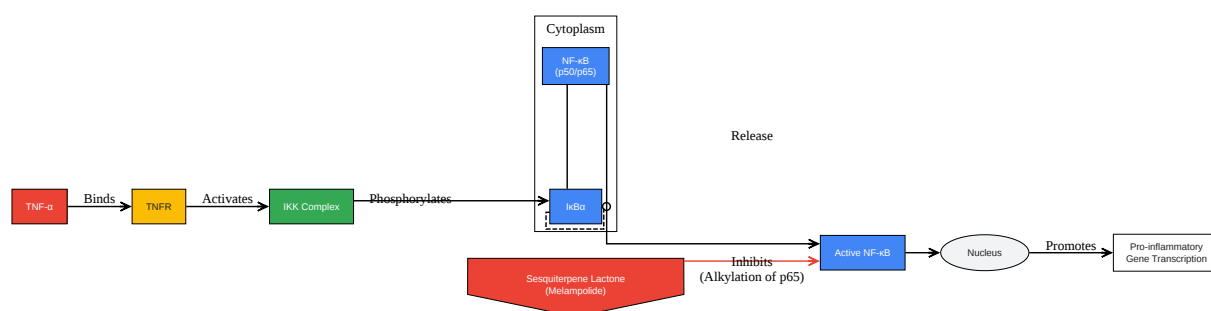 Cytoplasm
NF-κB
(p50/p65)
Release
TNF-α
Binds
TNFR
Activates
IKK Complex
Phosphorylates
IκBα
Active NF-κB
Nucleus
Promotes
Pro-inflammatory
Gene Transcription
Inhibits
(Alkylation of p65)
Sesquiterpene Lactone
(Melampolide)